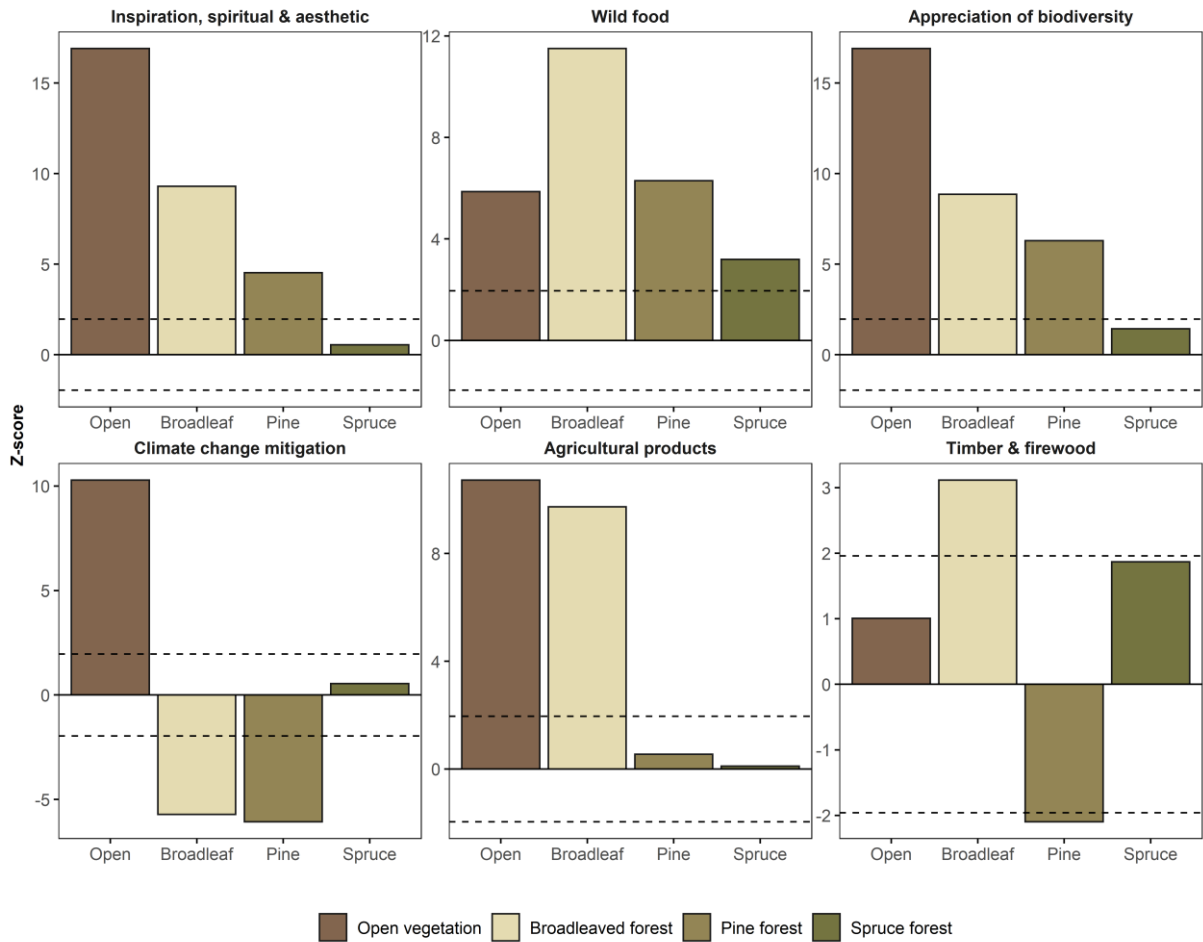 Inspiration, spiritual & aesthetic
Wild food
Appreciation of biodiversity
15
10
5
0
12
8
4
0
15
10
5
0
Open Broadleaf Pine Spruce
Open Broadleaf Pine Spruce
Open Broadleaf Pine Spruce
Z-score
Climate change mitigation
Agricultural products
Timber & firewood
10
5
0
-5
8
4
0
3
2
1
0
-1
-2
Open Broadleaf Pine Spruce
Open Broadleaf Pine Spruce
Open Broadleaf Pine Spruce
Open vegetation Broadleaved forest Pine forest Spruce forest